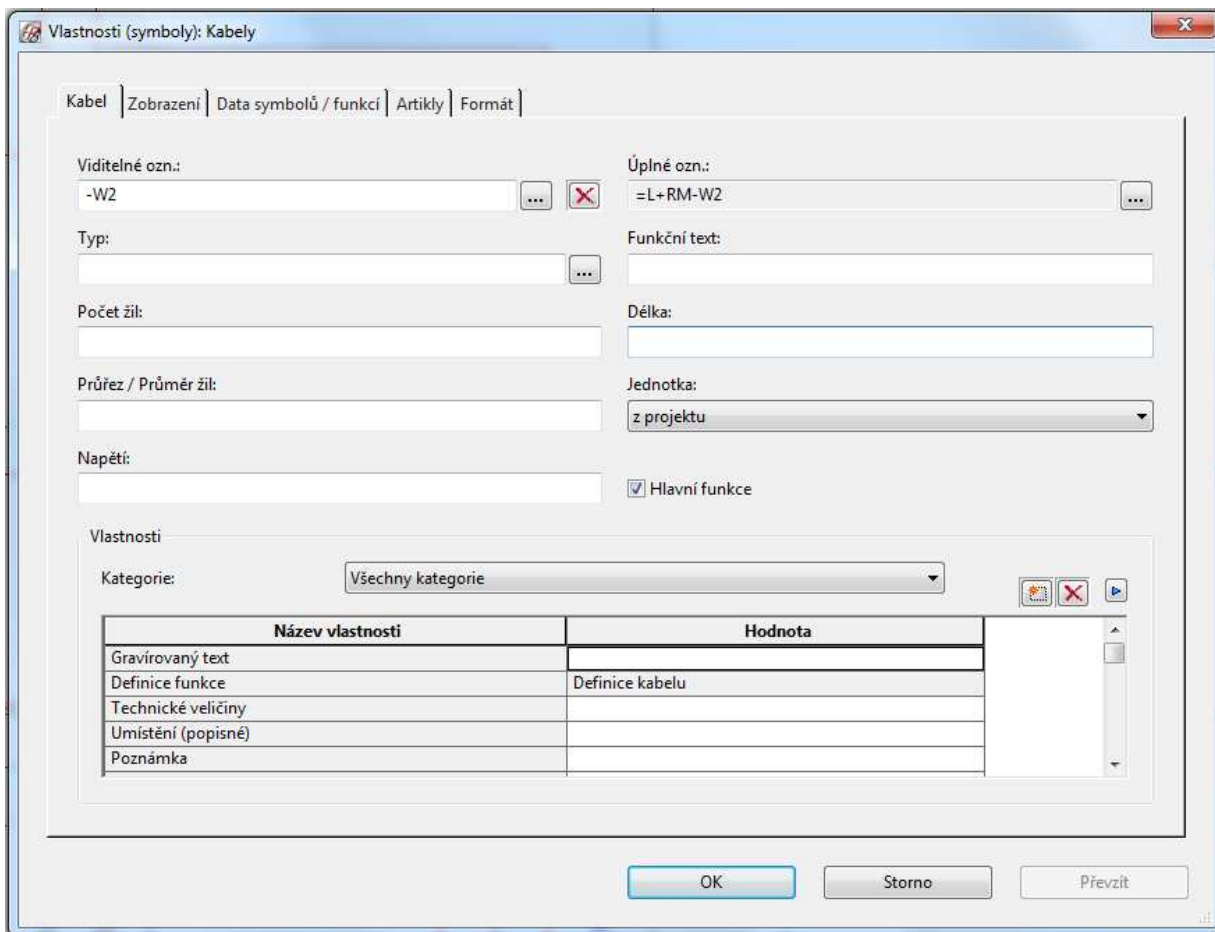 Vlastnosti (symboly): Kabely
Kabel Zobrazení Data symbolů / funkcí Artikly Formát
Viditelné ozn.: Úplné ozn.:
-W2 ... =L+RM-W2 ...
Typ: Funkční text:
...
Počet žil: Délka:
Průřez / Průměr žil: Jednotka:
z projektu
Napětí:
Hlavní funkce
Vlastnosti
Kategorie: Všechny kategorie
Název vlastnosti Hodnota
Gravírovaný text
Definice funkce Definice kabelu
Technické veličiny
Umístění (popisné)
Poznámka
OK Storno Převzít